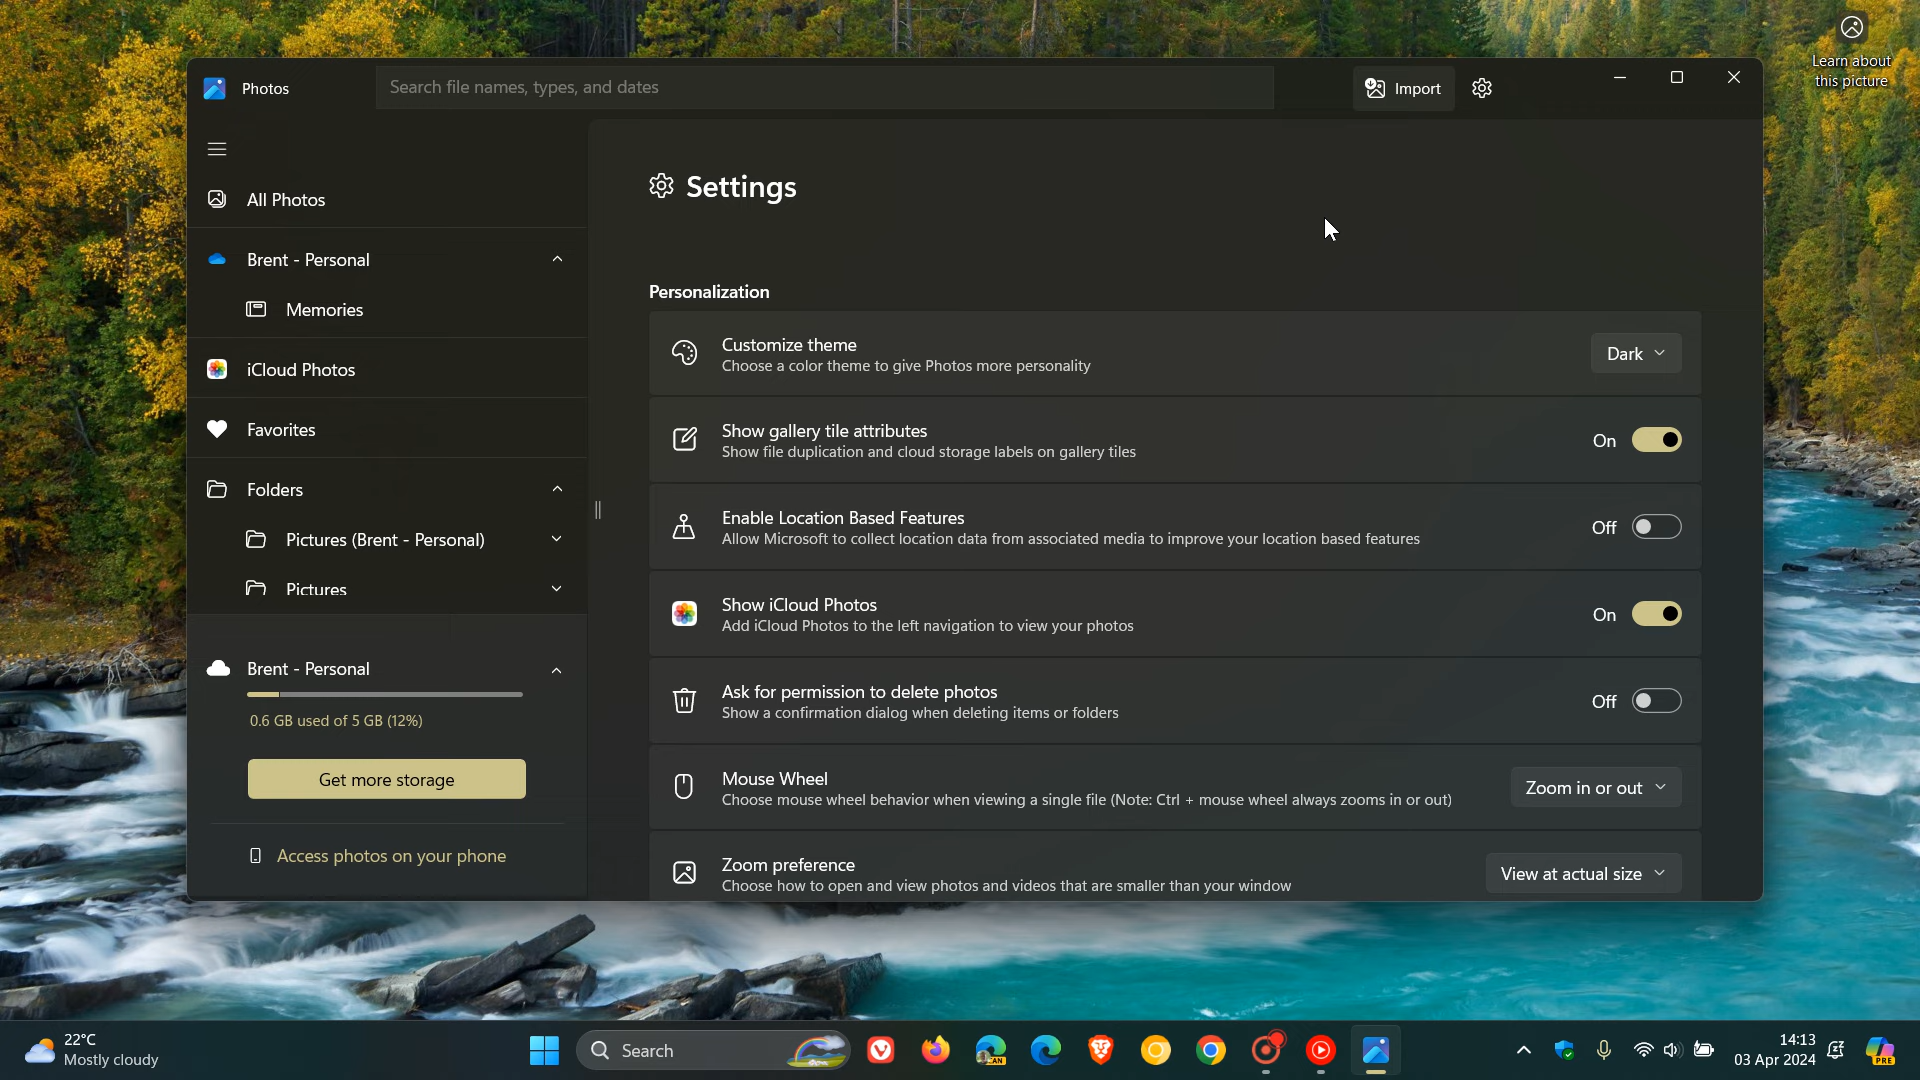 Learn about
this picture
Photos
Search file names, types, and dates
Import
All Photos
Brent - Personal
Memories
iCloud Photos
Favorites
Folders
Pictures (Brent - Personal)
Pictures
Brent - Personal
0.6 GB used of 5 GB (12%)
Get more storage
Access photos on your phone
Settings
Personalization
Customize theme
Choose a color theme to give Photos more personality
Dark
Show gallery tile attributes
Show file duplication and cloud storage labels on gallery tiles
On
Enable Location Based Features
Allow Microsoft to collect location data from associated media to improve your location based features
Off
Show iCloud Photos
Add iCloud Photos to the left navigation to view your photos
On
Ask for permission to delete photos
Show a confirmation dialog when deleting items or folders
Off
Mouse Wheel
Choose mouse wheel behavior when viewing a single file (Note: Ctrl + mouse wheel always zooms in or out)
Zoom in or out
Zoom preference
Choose how to open and view photos and videos that are smaller than your window
View at actual size
22°C
Mostly cloudy
Search
CAN
14:13
03 Apr 2024
PRE